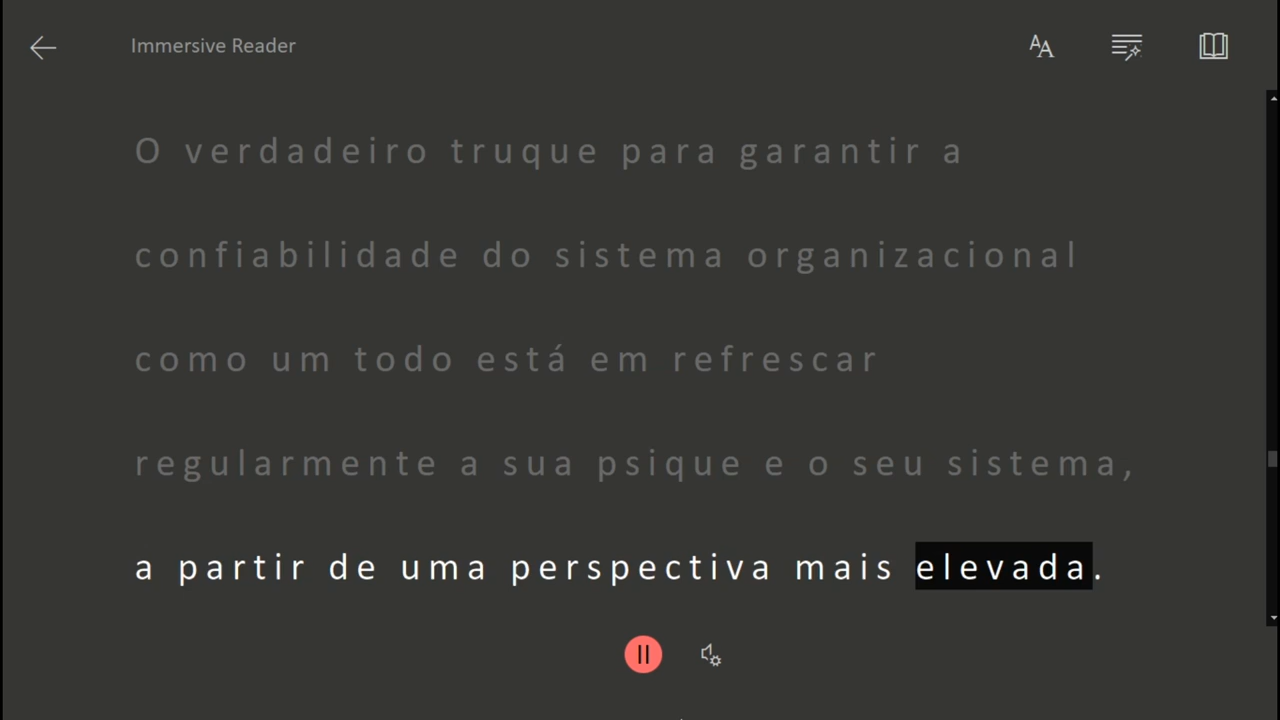 Immersive Reader
O verdadeiro truque para garantir a
confiabilidade do sistema organizacional
como um todo está em refrescar
regularmente a sua psique e o seu sistema,
a partir de uma perspectiva mais elevada.